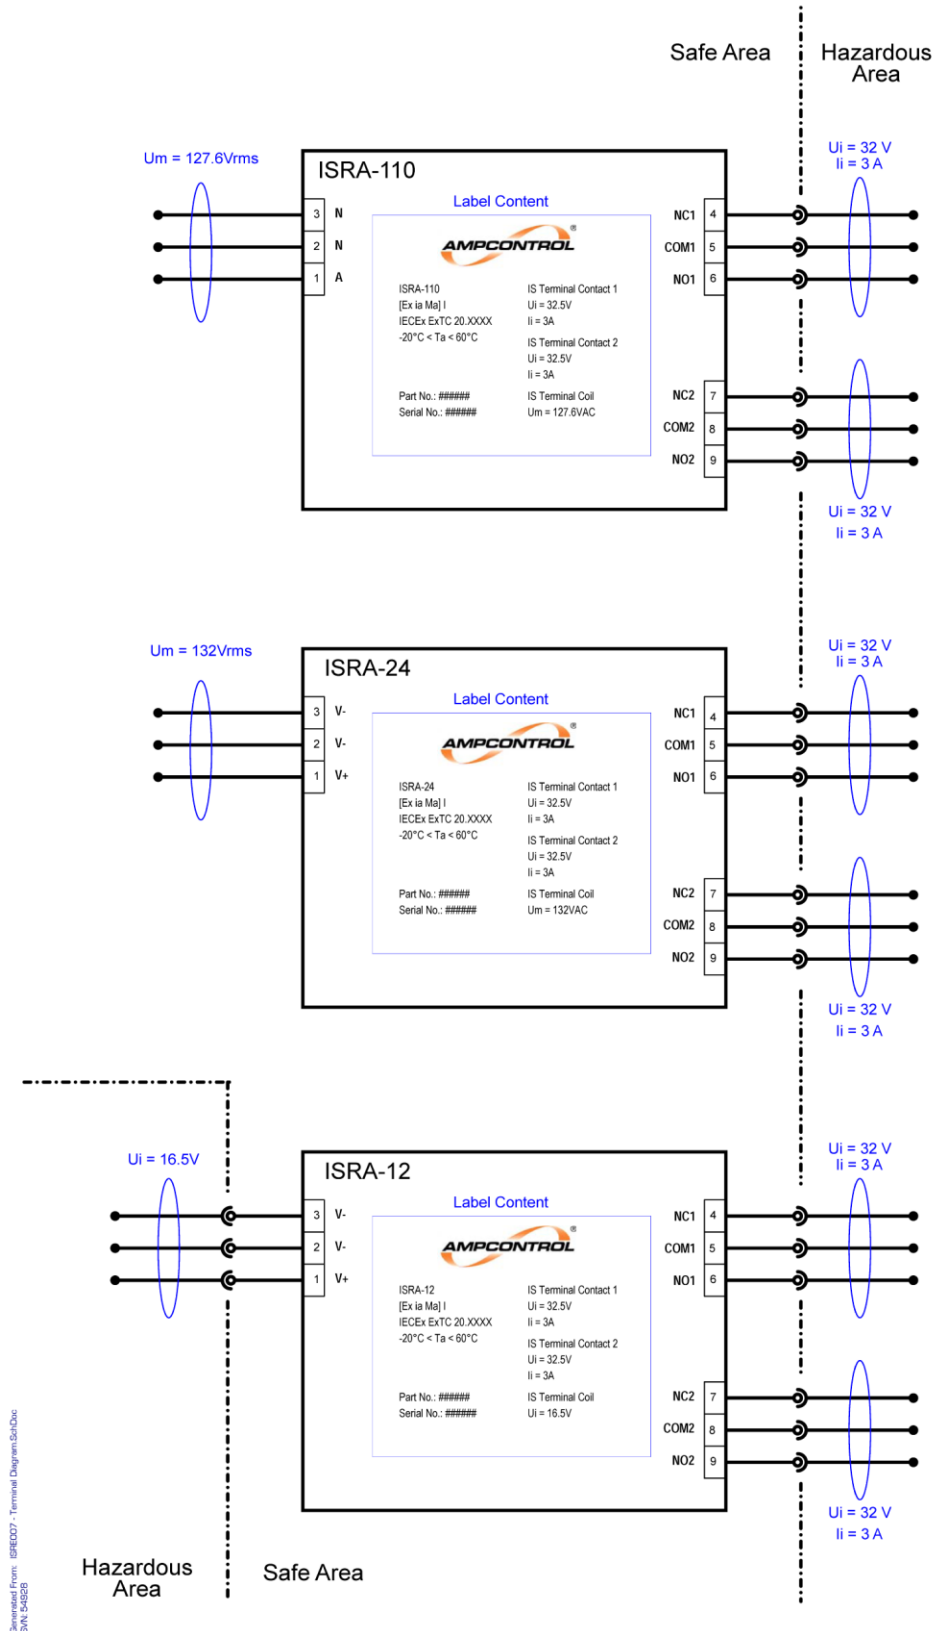 Safe Area
Hazardous
Area
Um = 127.6Vrms
Ui = 32 V
Ii = 3 A
ISRA-110
Label Content
3 N
2 N
1 A
AMPCONTROL®
ISRA-110
[Ex ia Ma] I
IECEx ExTC 20.XXXX
-20°C < Ta < 60°C
Part No.: ######
Serial No.: ######
IS Terminal Contact 1
Ui = 32.5V
Ii = 3A
IS Terminal Contact 2
Ui = 32.5V
Ii = 3A
IS Terminal Coil
Um = 127.6VAC
NC1 4
COM1 5
NO1 6
NC2 7
COM2 8
NO2 9
Ui = 32 V
Ii = 3 A
Um = 132Vrms
Ui = 32 V
Ii = 3 A
ISRA-24
Label Content
3 V-
2 V-
1 V+
AMPCONTROL®
ISRA-24
[Ex ia Ma] I
IECEx ExTC 20.XXXX
-20°C < Ta < 60°C
Part No.: ######
Serial No.: ######
IS Terminal Contact 1
Ui = 32.5V
Ii = 3A
IS Terminal Contact 2
Ui = 32.5V
Ii = 3A
IS Terminal Coil
Um = 132VAC
NC1 4
COM1 5
NO1 6
NC2 7
COM2 8
NO2 9
Ui = 32 V
Ii = 3 A
Ui = 16.5V
Ui = 32 V
Ii = 3 A
ISRA-12
Label Content
3 V-
2 V-
1 V+
AMPCONTROL®
ISRA-12
[Ex ia Ma] I
IECEx ExTC 20.XXXX
-20°C < Ta < 60°C
Part No.: ######
Serial No.: ######
IS Terminal Contact 1
Ui = 32.5V
Ii = 3A
IS Terminal Contact 2
Ui = 32.5V
Ii = 3A
IS Terminal Coil
Ui = 16.5V
NC1 4
COM1 5
NO1 6
NC2 7
COM2 8
NO2 9
Ui = 32 V
Ii = 3 A
Hazardous
Area
Safe Area
Generated From: ISRE007 - Terminal Diagram.SchDoc
SVN: 54928